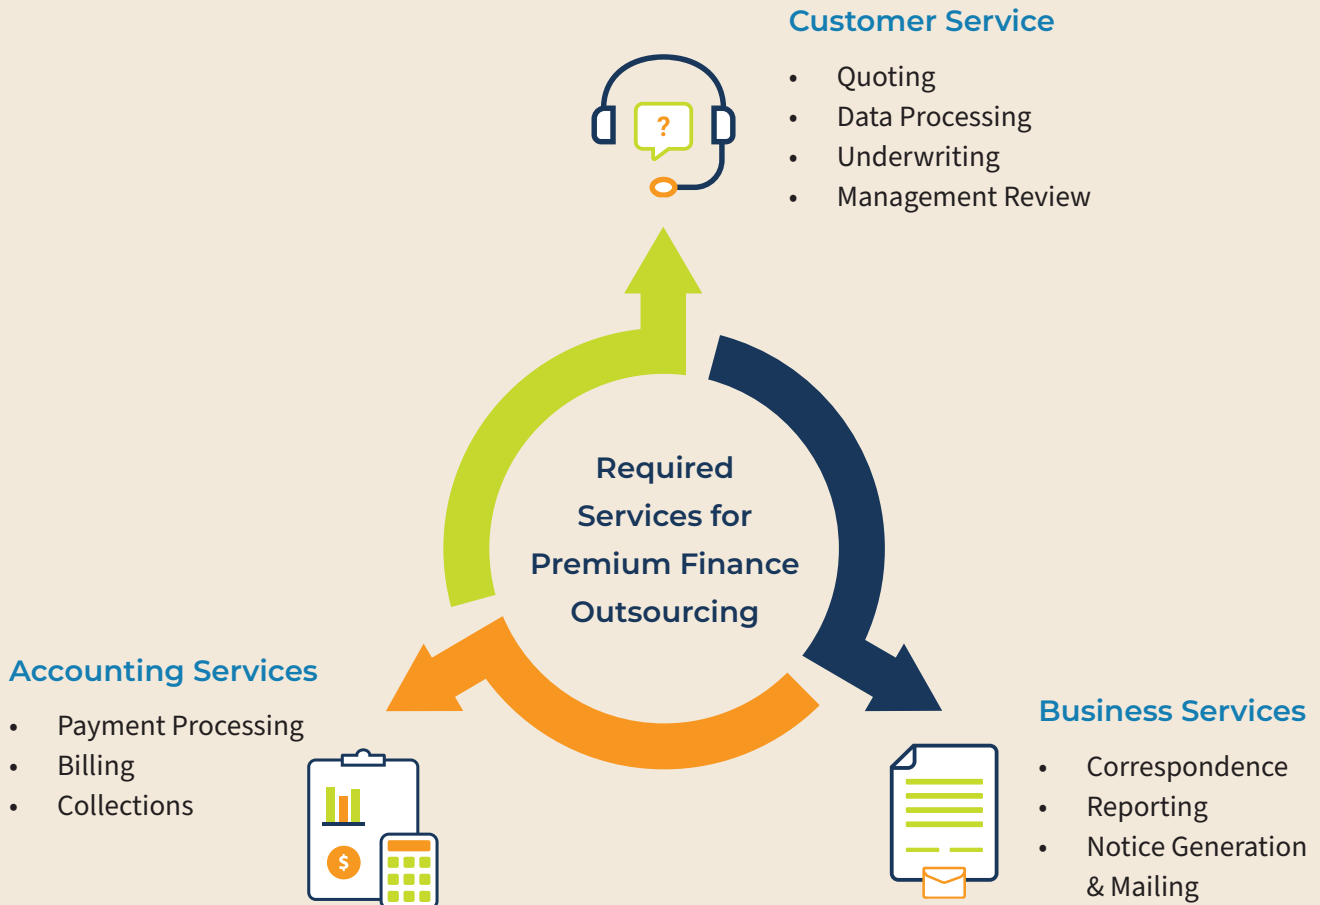 Customer Service
• Quoting
• Data Processing
• Underwriting
• Management Review
?
Required
Services for
Premium Finance
Outsourcing
Accounting Services
• Payment Processing
• Billing
• Collections
$
Business Services
• Correspondence
• Reporting
• Notice Generation
& Mailing